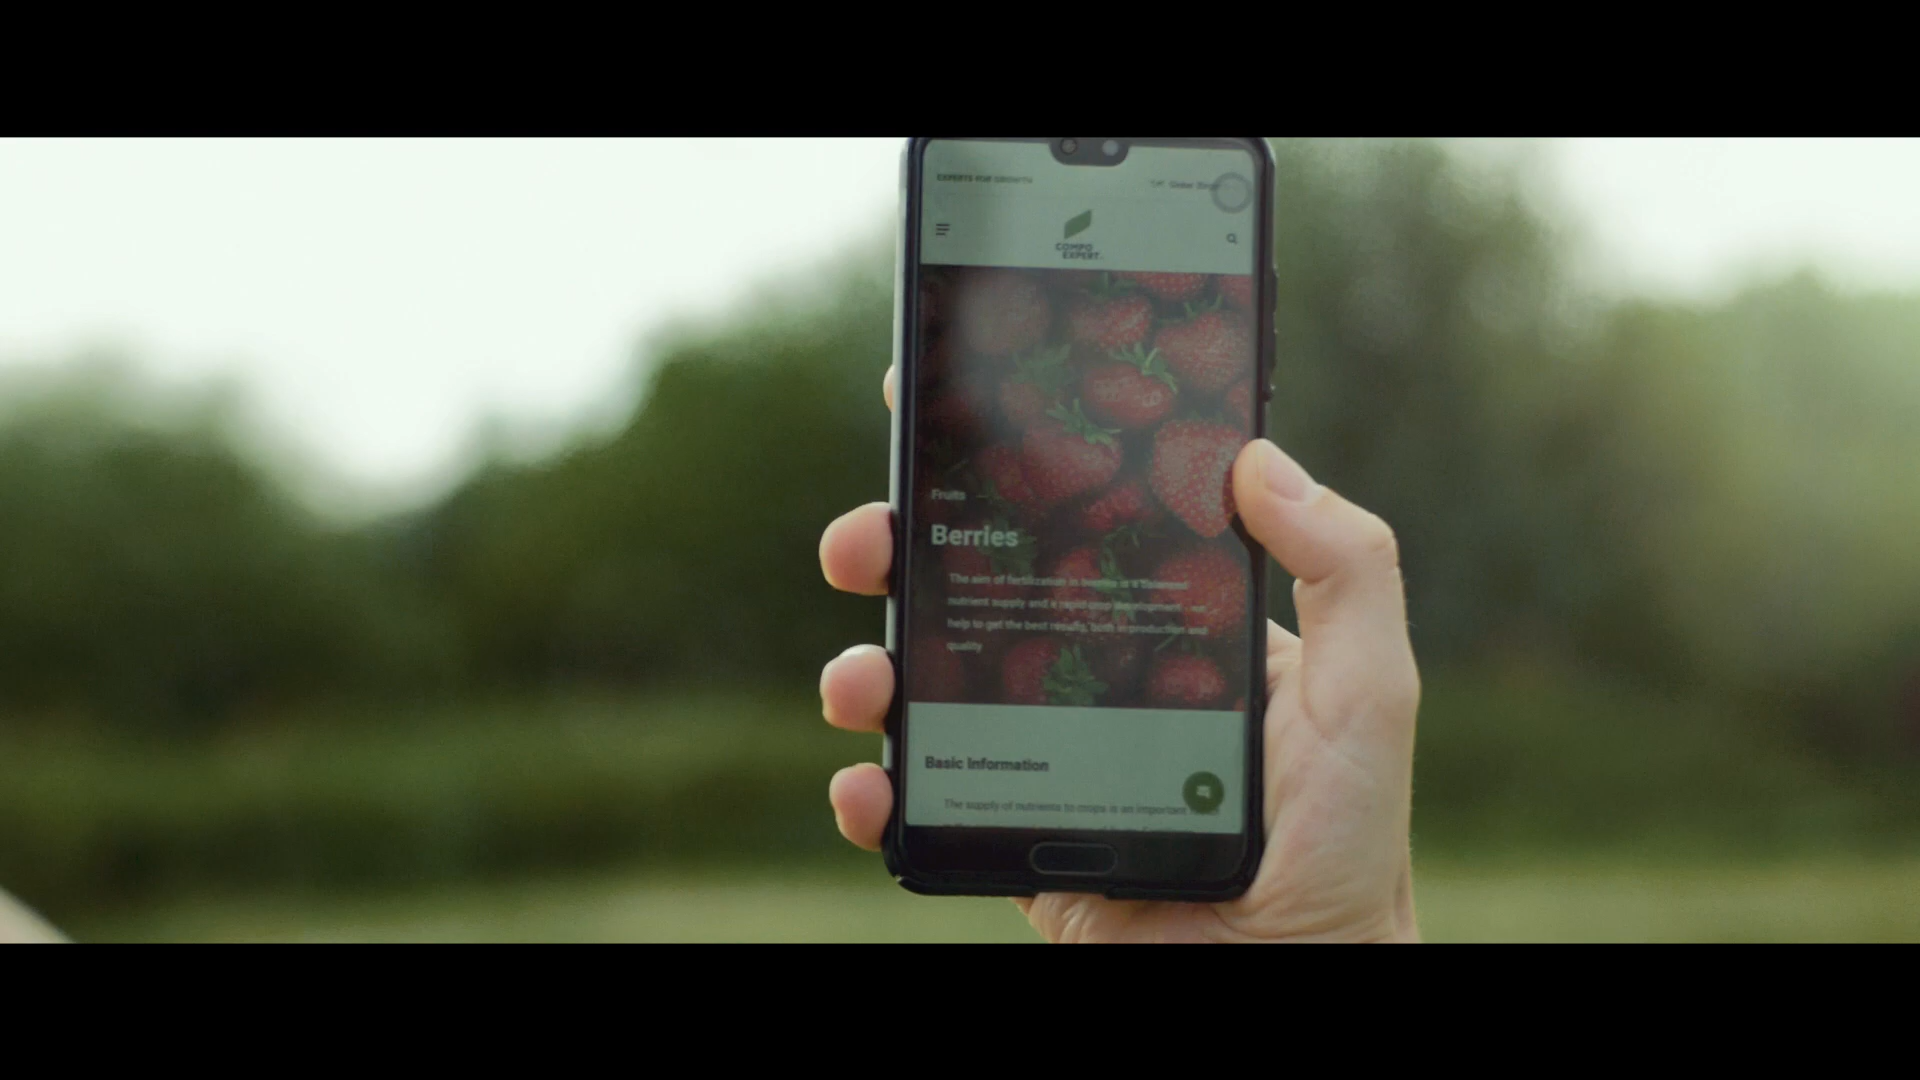 EXPERTS FOR GROWTH
COMPO
EXPERT
Fruits
Berries
The aim of fertilization in berries is a balanced
nutrient supply and a rapid crop development - we
help to get the best results, both in production and
quality
Basic Information
The supply of nutrients to crops is an important